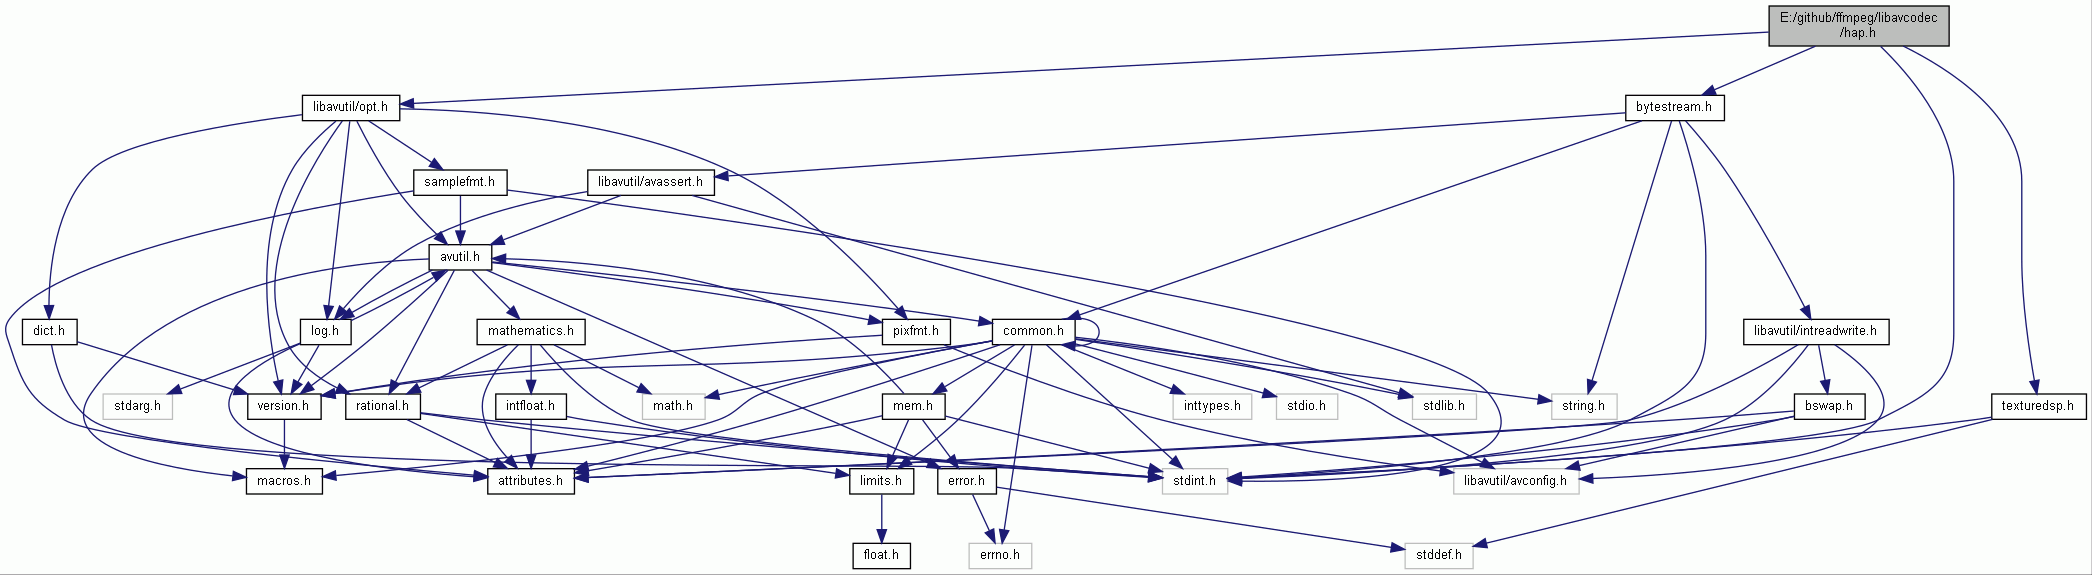 E:/github/ffmpeg/libavcodec
/hap.h
libavutil/opt.h
bytestream.h
samplefmt.h
libavutil/avassert.h
avutil.h
dict.h
log.h
mathematics.h
pixfmt.h
common.h
libavutil/intreadwrite.h
stdarg.h
version.h
rational.h
intfloat.h
math.h
mem.h
inttypes.h
stdio.h
stdlib.h
string.h
bswap.h
texturedsp.h
macros.h
attributes.h
limits.h
error.h
stdint.h
libavutil/avconfig.h
float.h
errno.h
stddef.h